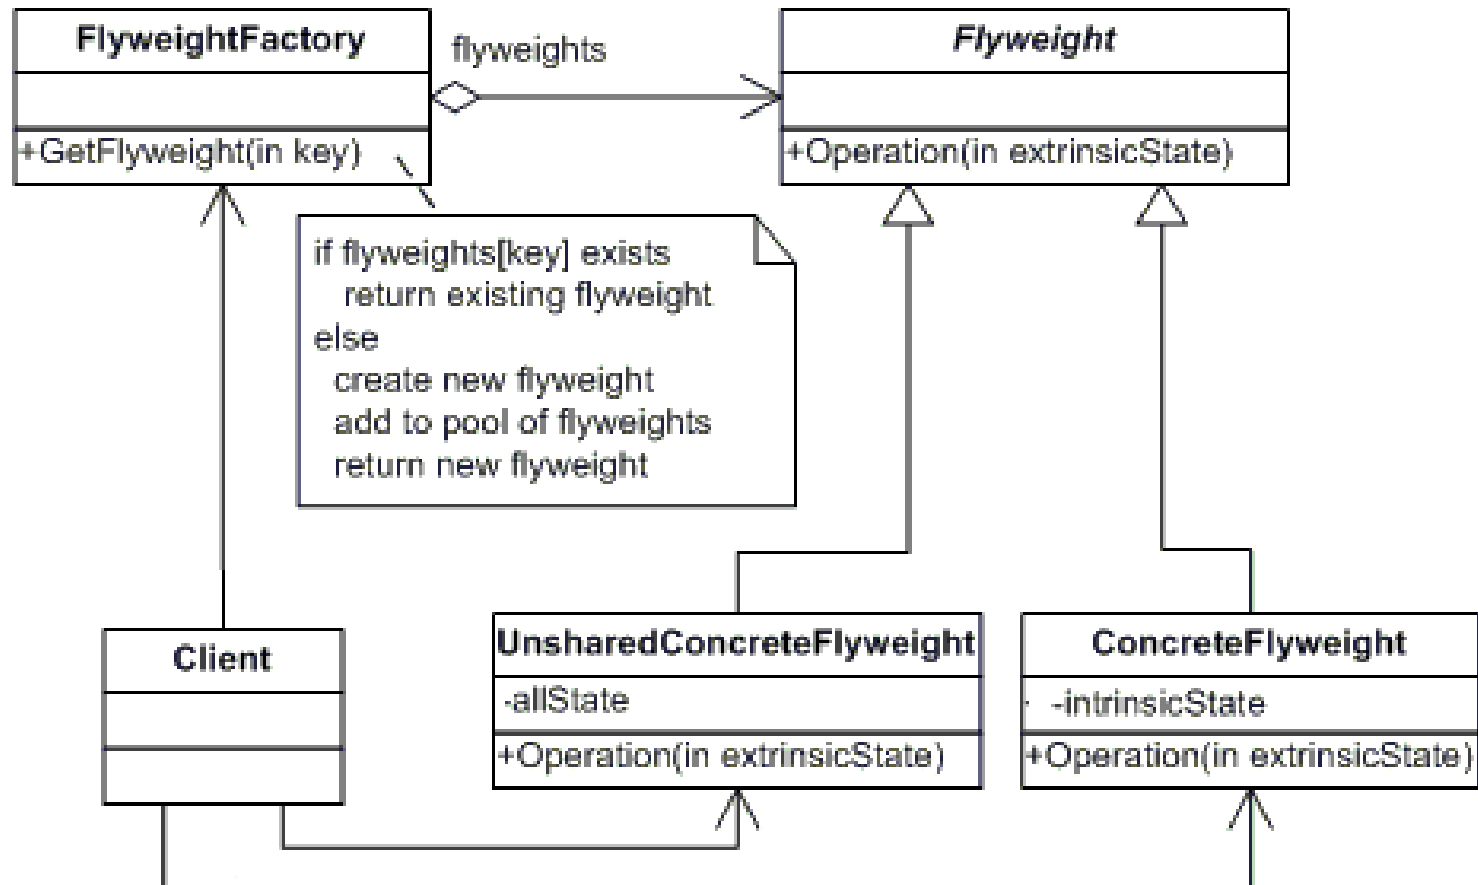 FlyweightFactory
+GetFlyweight(in key)
flyweights
Flyweight
+Operation(in extrinsicState)
if flyweights[key] exists
return existing flyweight
else
create new flyweight
add to pool of flyweights
return new flyweight
Client
UnsharedConcreteFlyweight
-allState
+Operation(in extrinsicState)
ConcreteFlyweight
-intrinsicState
+Operation(in extrinsicState)